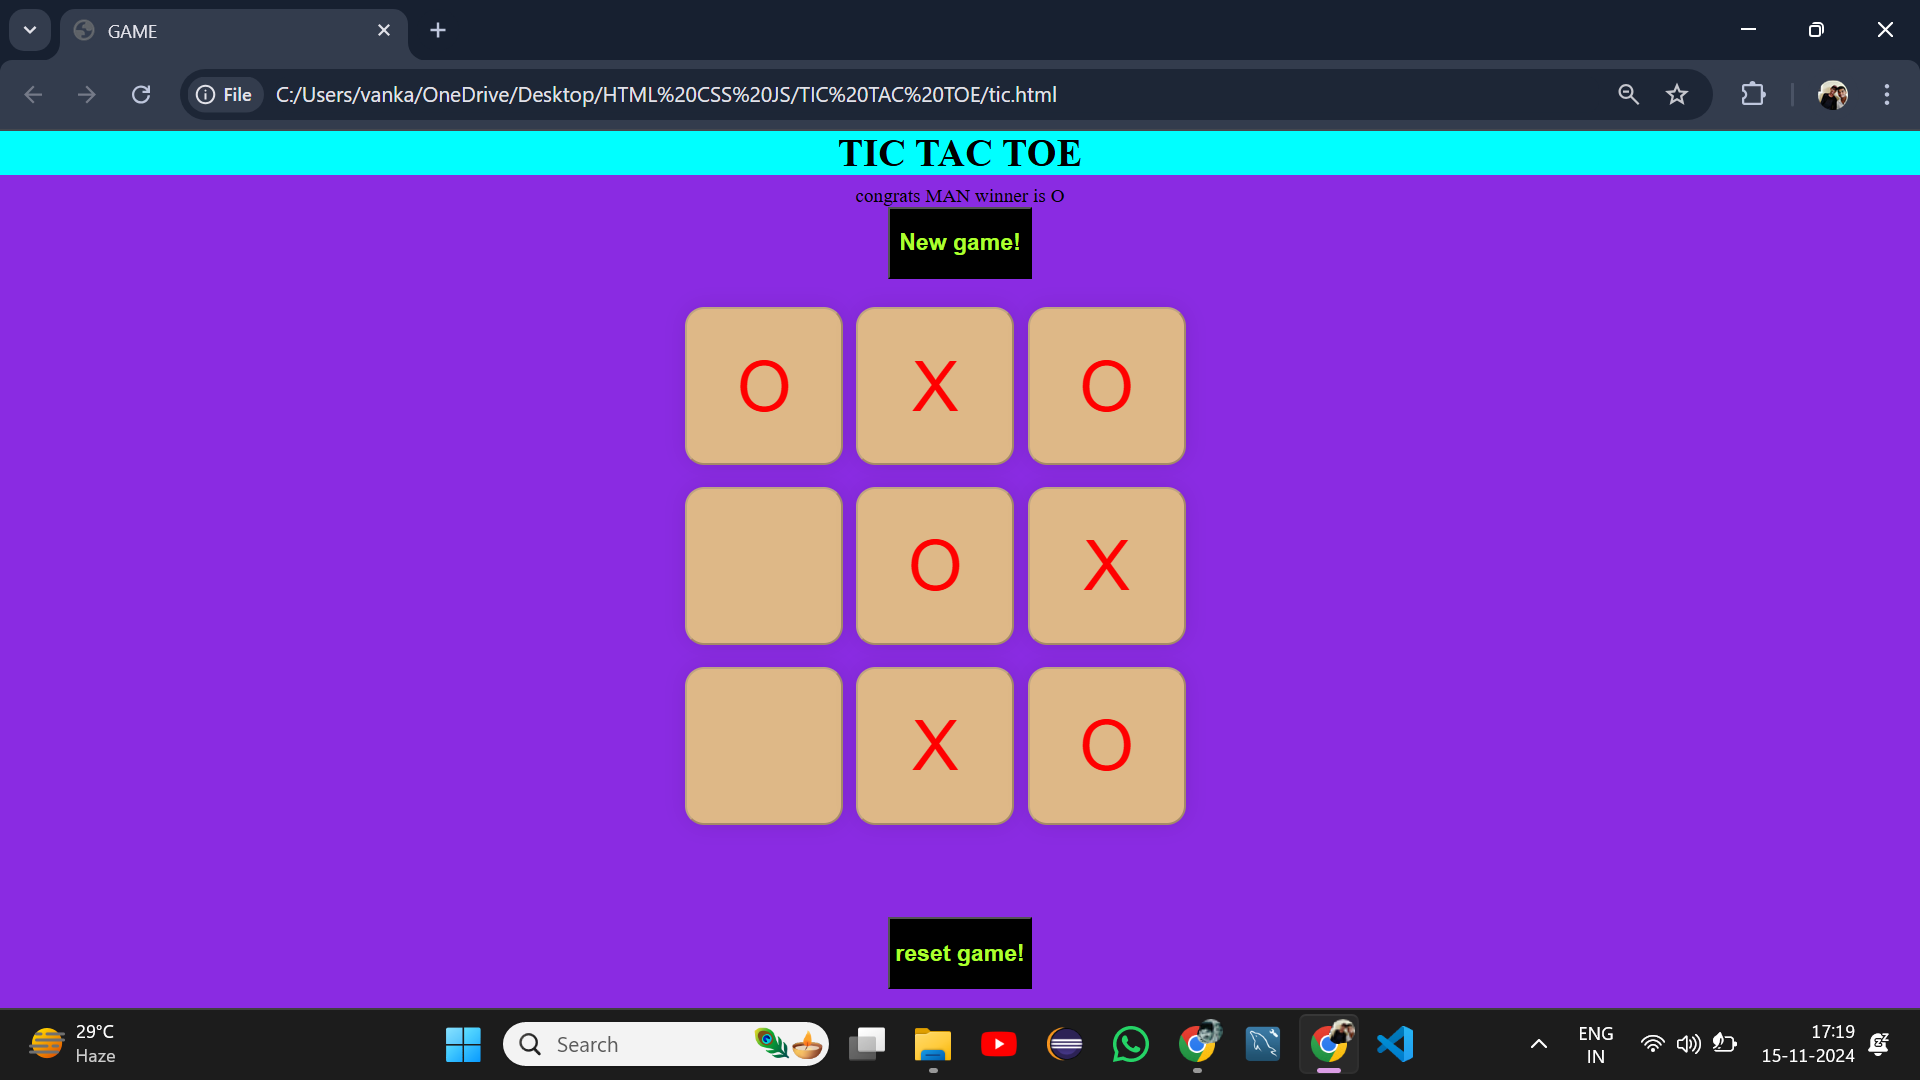 GAME
File C:/Users/vanka/OneDrive/Desktop/HTML%20CSS%20JS/TIC%20TAC%20TOE/tic.html
TIC TAC TOE
congrats MAN winner is O
New game!
O X O
O X
X O
reset game!
29°C
Haze
Search
ENG
IN
17:19
15-11-2024